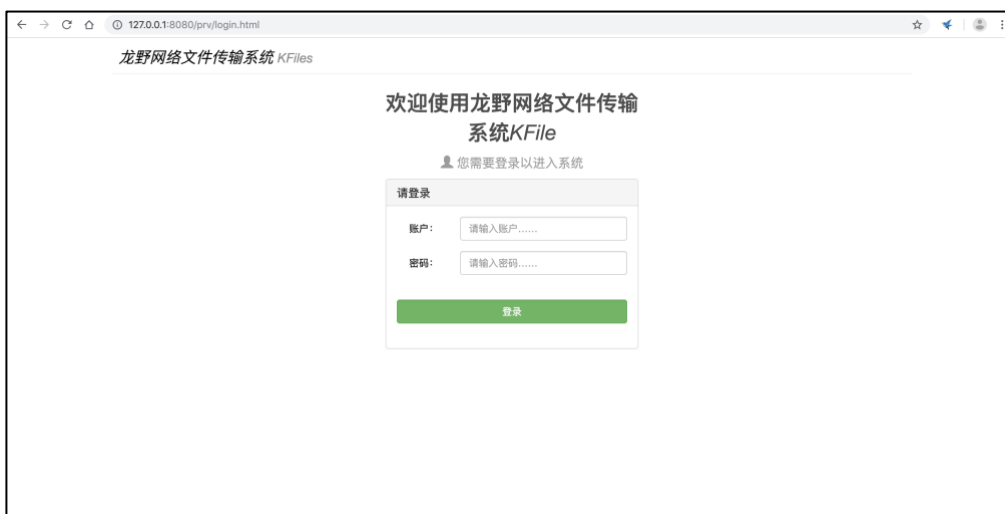 127.0.0.1:8080/prv/login.html
龙野网络文件传输系统 KFiles
欢迎使用龙野网络文件传输
系统KFile
您需要登录以进入系统
请登录
账户：
请输入账户……
密码：
请输入密码……
登录